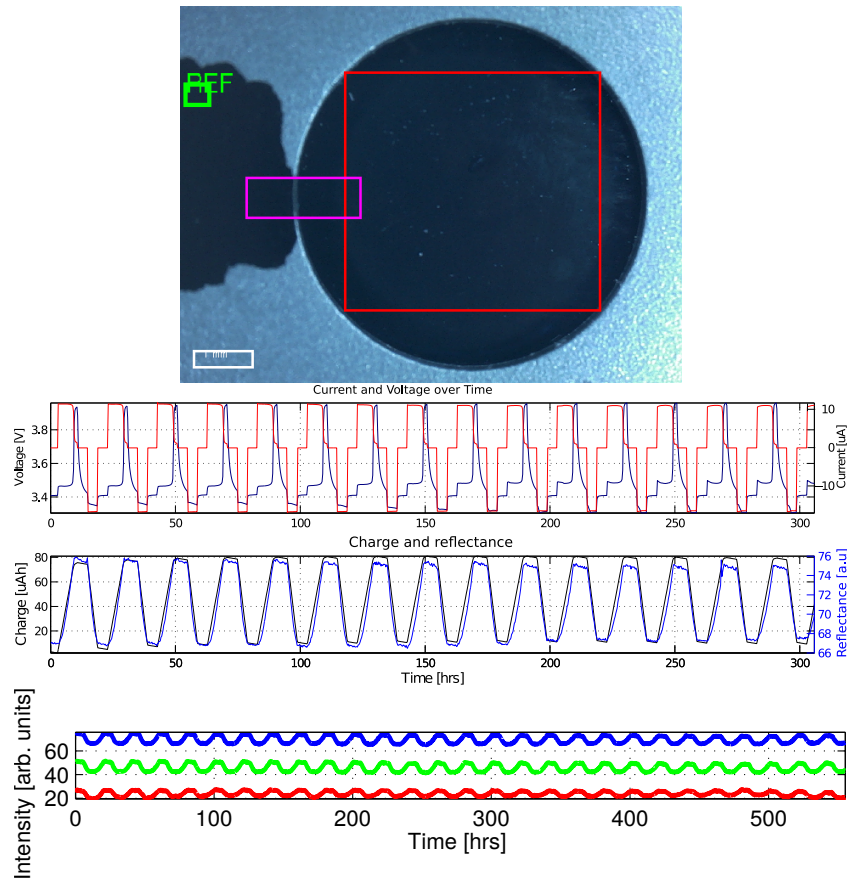 REF
1 mm
Current and Voltage over Time
Voltage [V]
3.8
3.6
3.4
10
0
−10
Current [uA]
0 50 100 150 200 250 300
Charge and reflectance
Charge [uAh]
80
60
40
20
76
74
72
70
68
66
Reflectance [a.u]
0 50 100 150 200 250 300
Time [hrs]
Intensity [arb. units]
60
40
20
0 100 200 300 400 500
Time [hrs]